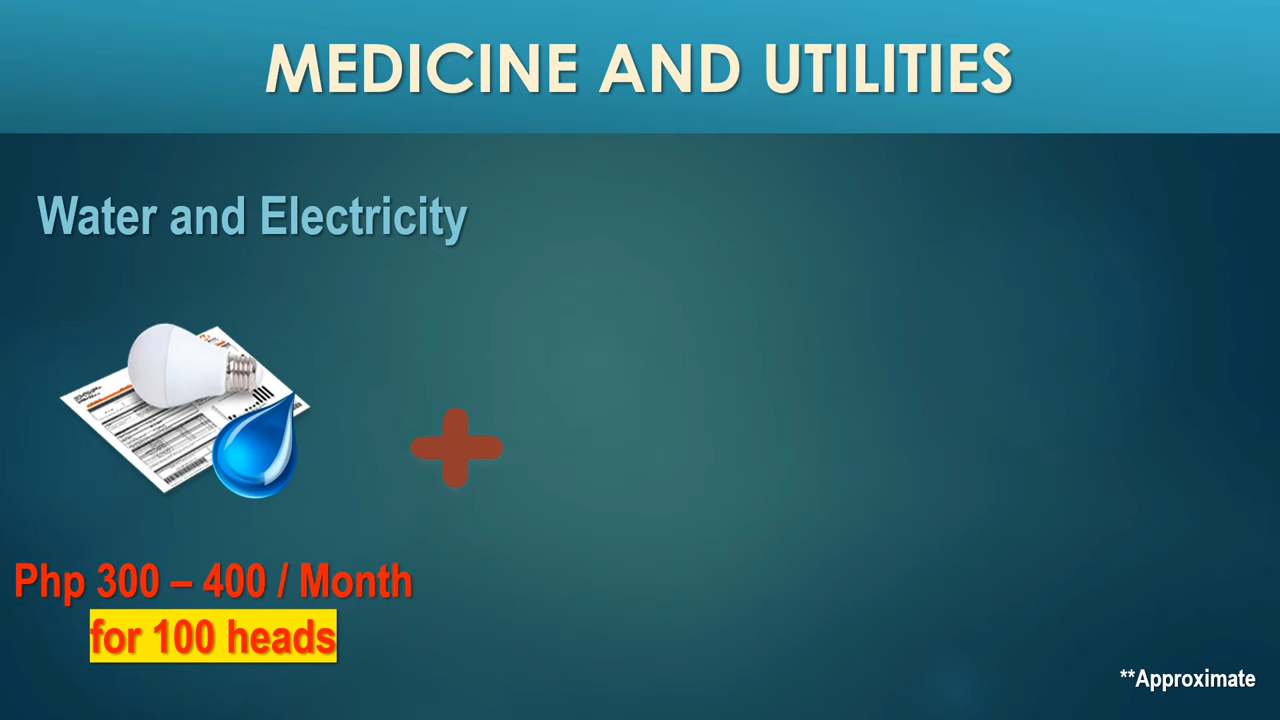 MEDICINE AND UTILITIES
Water and Electricity
Php 300 – 400 / Month
for 100 heads
**Approximate